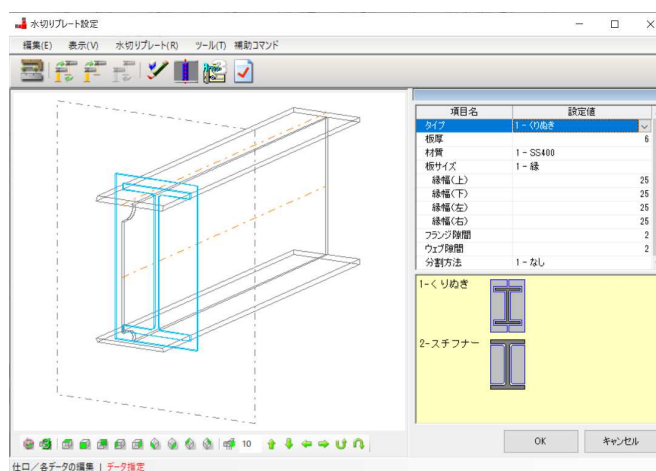 水切りプレート設定
編集(E) 表示(V) 水切りプレート(R) ツール(T) 補助コマンド
項目名 設定値
タイプ 1 - くりぬき
板厚 6
材質 1 - SS400
板サイズ 1 - 縁
縁幅(上) 25
縁幅(下) 25
縁幅(左) 25
縁幅(右) 25
フランジ隙間 2
ウェブ隙間 2
分割方法 1 - なし
1-くりぬき
2-スチフナー
10
OK キャンセル
仕口/各データの編集 | データ指定